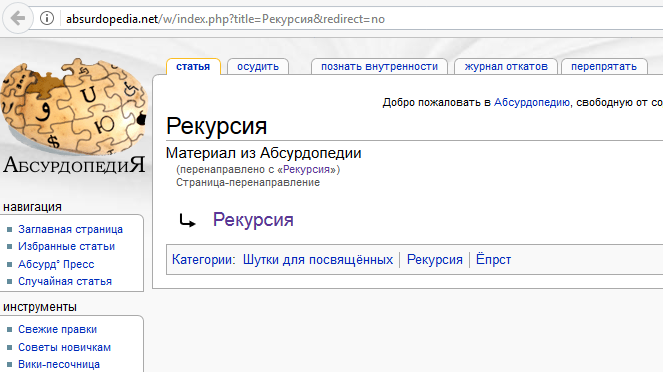 absurdopedia.net/w/index.php?title=Рекурсия&redirect=no
статья осудить познать внутренности журнал откатов перепрятать
Добро пожаловать в Абсурдопедию, свободную от со
Рекурсия
Материал из Абсурдопедии
(перенаправлено с «Рекурсия»)
Страница-перенаправление
Рекурсия
Категории: Шутки для посвящённых | Рекурсия | Ёпрст
АбсурдопедиЯ
навигация
Заглавная страница
Избранные статьи
Абсурд° Пресс
Случайная статья
инструменты
Свежие правки
Советы новичкам
Вики-песочница